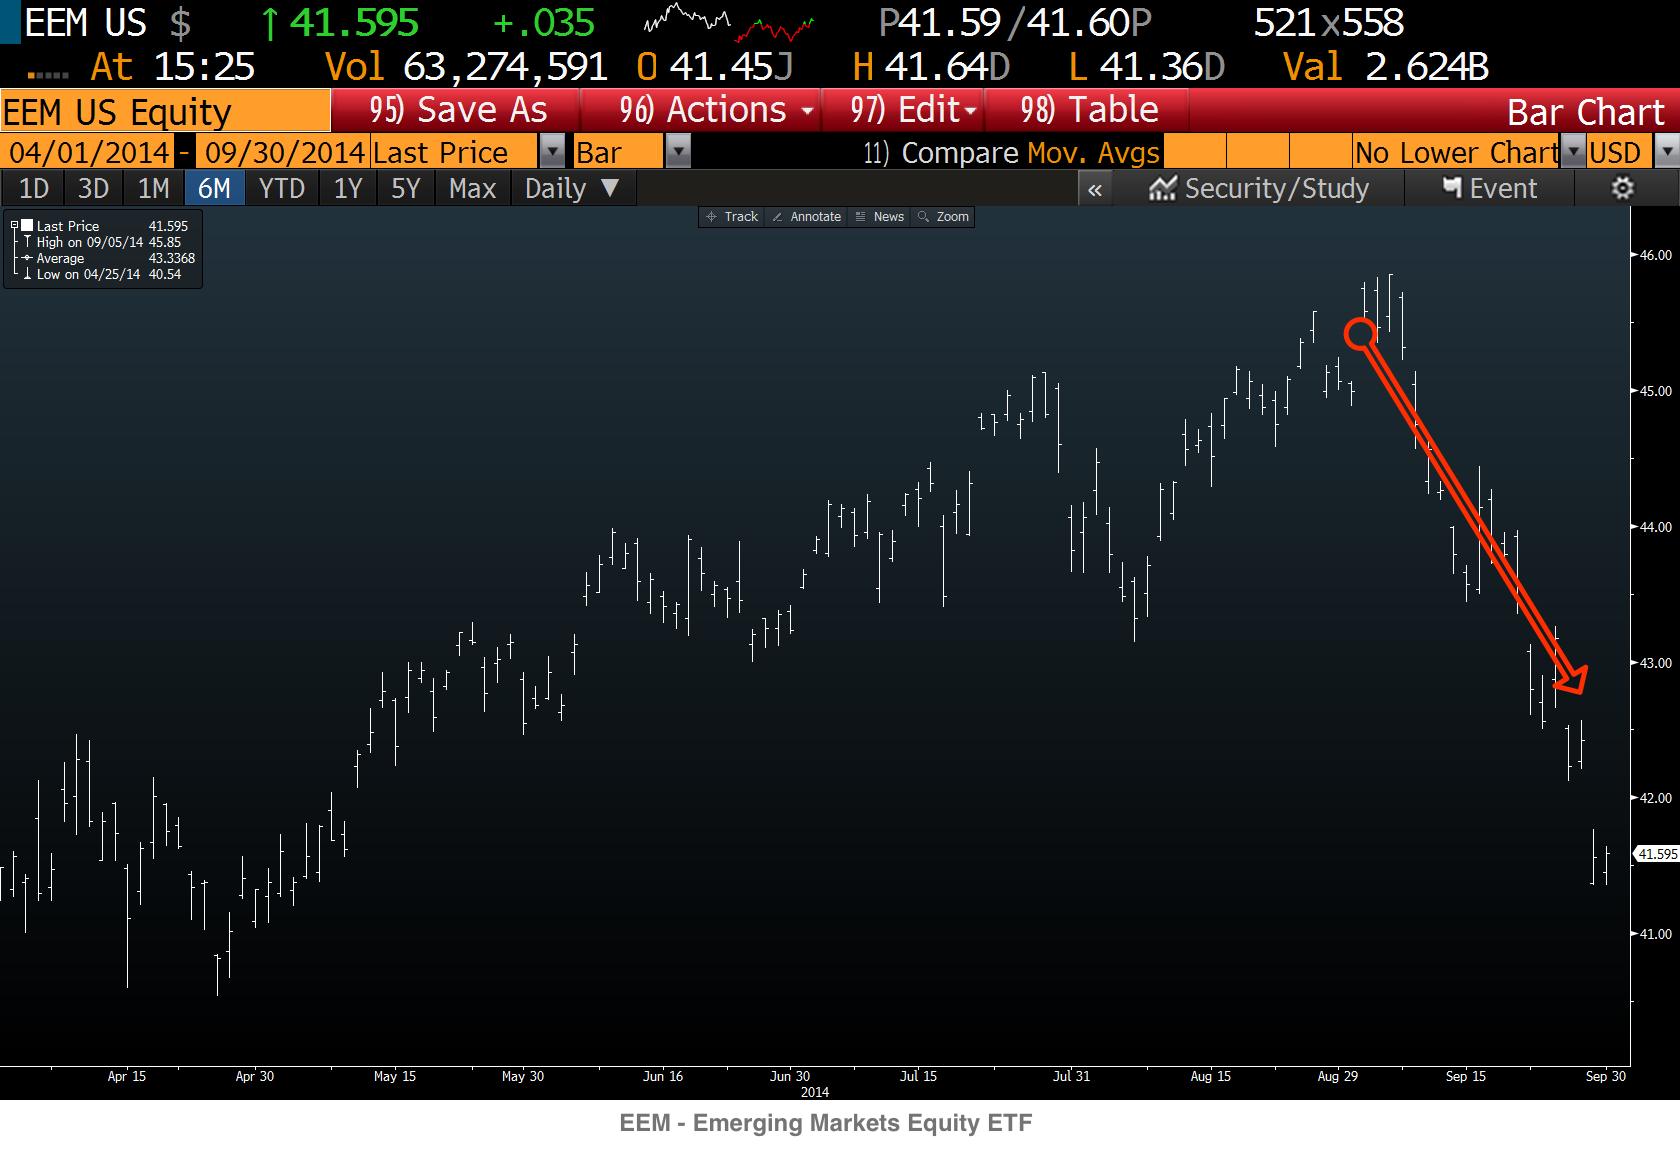 EEM US $ ↑ 41.595 +.035 P41.59/41.60P 521x558
At 15:25 Vol 63,274,591 O 41.45J H 41.64D L 41.36D Val 2.624B
EEM US Equity 95) Save As 96) Actions 97) Edit 98) Table Bar Chart
04/01/2014 - 09/30/2014 Last Price Bar 11) Compare Mov. Avgs No Lower Chart USD
1D 3D 1M 6M YTD 1Y 5Y Max Daily ▼ « Security/Study Event
Track Annotate News Zoom
Last Price 41.595
High on 09/05/14 45.85
Average 43.3368
Low on 04/25/14 40.54
46.00
45.00
44.00
43.00
42.00
41.595
41.00
Apr 15 Apr 30 May 15 May 30 Jun 16 Jun 30 Jul 15 Jul 31 Aug 15 Aug 29 Sep 15 Sep 30
2014
EEM - Emerging Markets Equity ETF